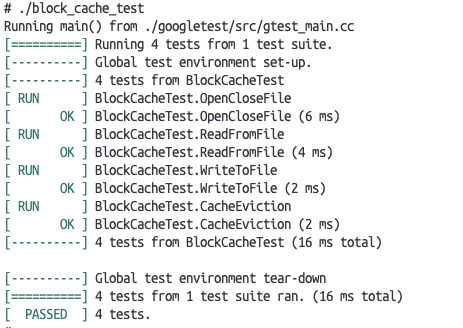 # ./block_cache_test
Running main() from ./googletest/src/gtest_main.cc
[==========] Running 4 tests from 1 test suite.
[----------] Global test environment set-up.
[----------] 4 tests from BlockCacheTest
[ RUN      ] BlockCacheTest.OpenCloseFile
[       OK ] BlockCacheTest.OpenCloseFile (6 ms)
[ RUN      ] BlockCacheTest.ReadFromFile
[       OK ] BlockCacheTest.ReadFromFile (4 ms)
[ RUN      ] BlockCacheTest.WriteToFile
[       OK ] BlockCacheTest.WriteToFile (2 ms)
[ RUN      ] BlockCacheTest.CacheEviction
[       OK ] BlockCacheTest.CacheEviction (2 ms)
[----------] 4 tests from BlockCacheTest (16 ms total)

[----------] Global test environment tear-down
[==========] 4 tests from 1 test suite ran. (16 ms total)
[  PASSED  ] 4 tests.